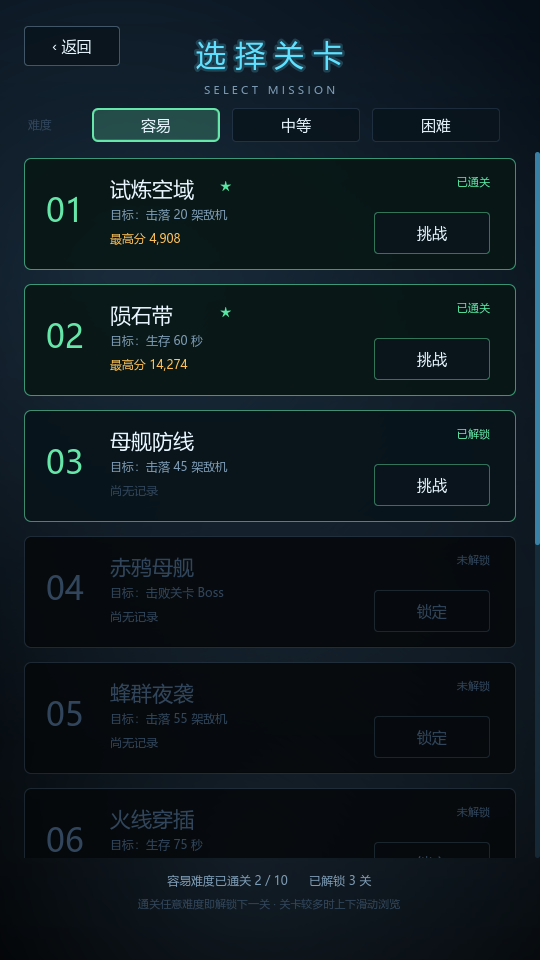 ‹ 返回
选择关卡
SELECT MISSION
难度
容易
中等
困难
01
试炼空域 ★
已通关
目标：击落 20 架敌机
最高分 4,908
挑战
02
陨石带 ★
已通关
目标：生存 60 秒
最高分 14,274
挑战
03
母舰防线
已解锁
目标：击落 45 架敌机
尚无记录
挑战
04
赤鸦母舰
未解锁
目标：击败关卡 Boss
尚无记录
锁定
05
蜂群夜袭
未解锁
目标：击落 55 架敌机
尚无记录
锁定
06
火线穿插
未解锁
目标：生存 75 秒
容易难度已通关 2 / 10 已解锁 3 关
通关任意难度即解锁下一关 · 关卡较多时上下滑动浏览